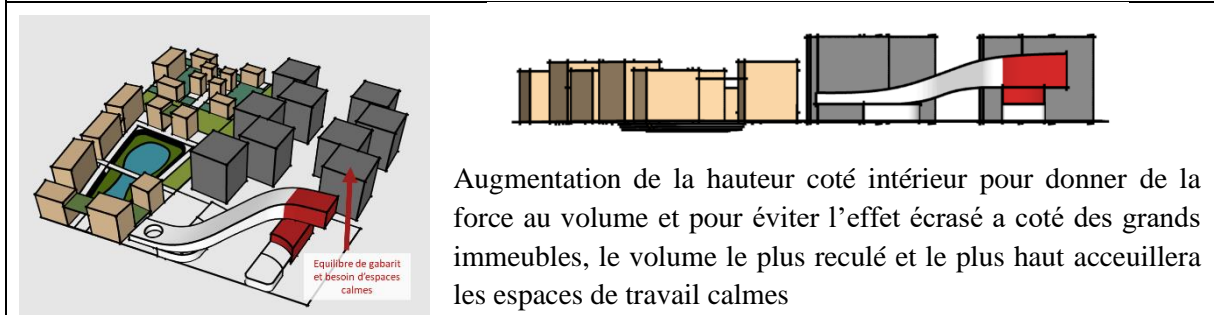 Equilibre de gabarit
et besoin d'espaces
calmes
Augmentation de la hauteur coté intérieur pour donner de la
force au volume et pour éviter l’effet écrasé a coté des grands
immeubles, le volume le plus reculé et le plus haut acceuillera
les espaces de travail calmes